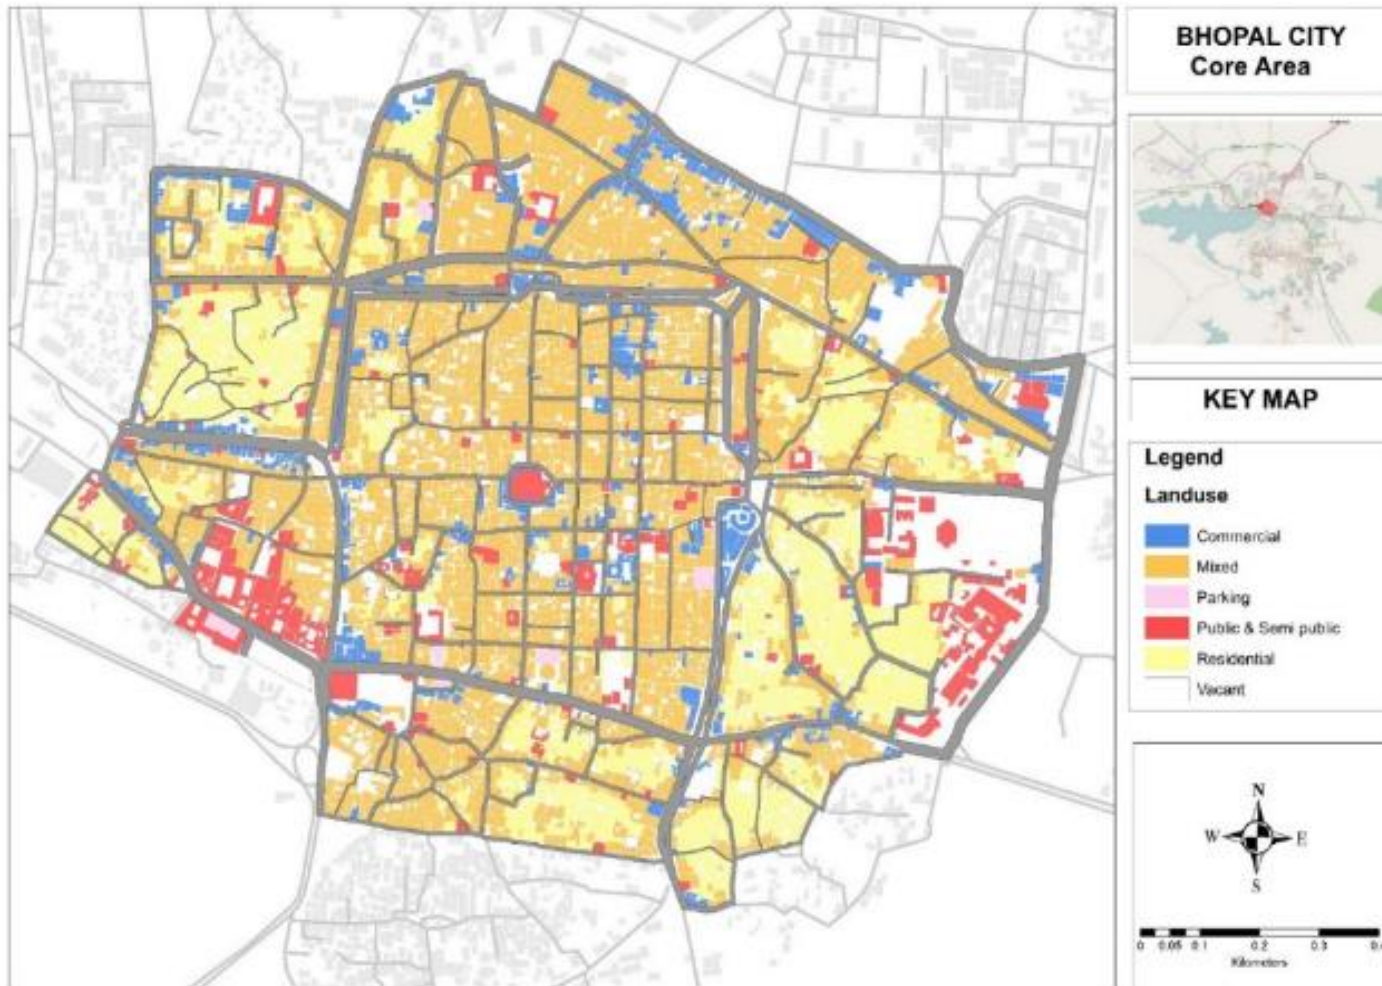 BHOPAL CITY
Core Area
KEY MAP
Legend
Landuse
Commercial
Mixed
Parking
Public & Semi public
Residential
Vacant
N
W E
S
0 0.05 0.1 0.2 0.3
Kilometers